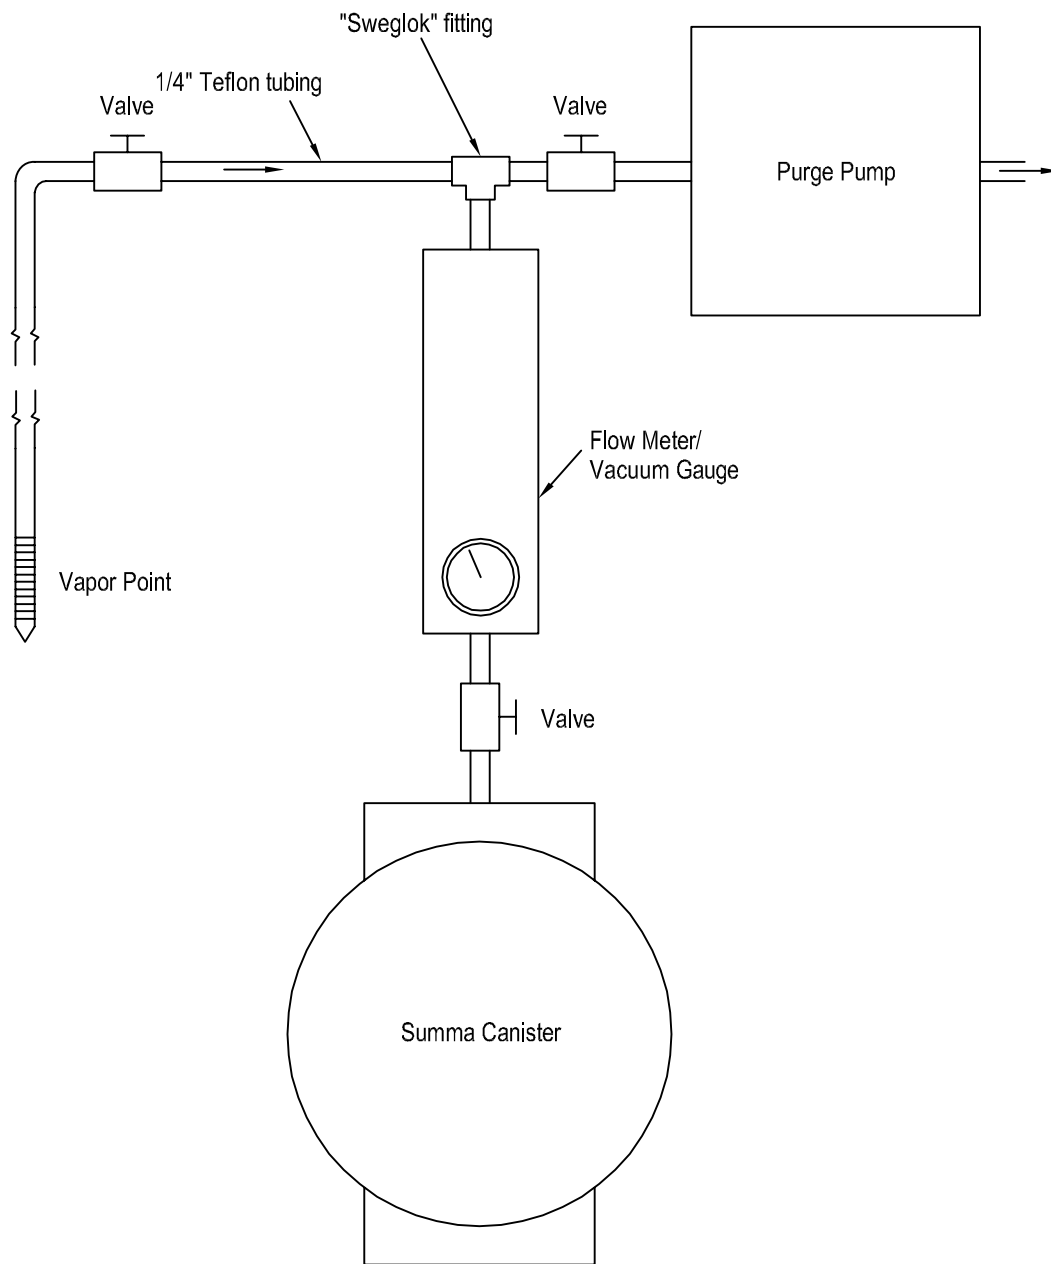 "Sweglok" fitting
1/4" Teflon tubing
Valve
Valve
Purge Pump
Flow Meter/
Vacuum Gauge
Vapor Point
Valve
Summa Canister